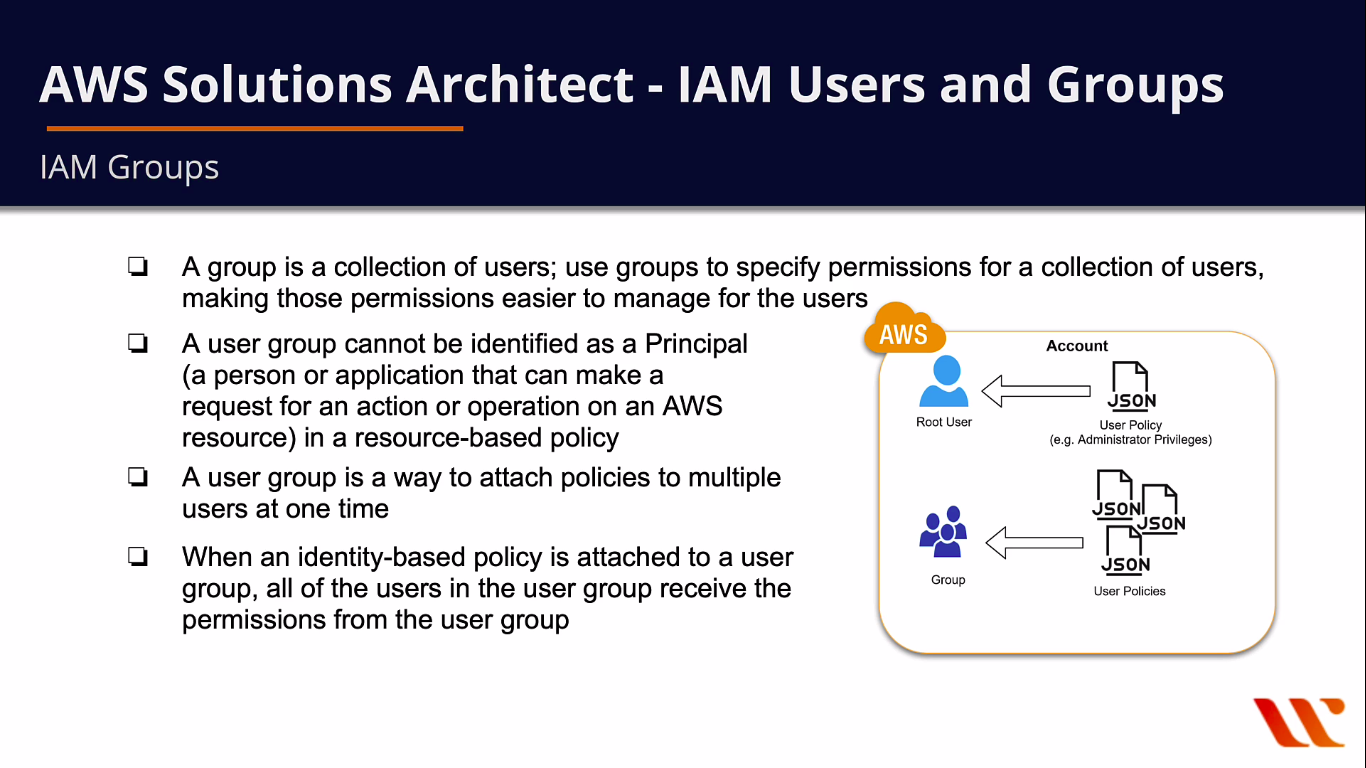 AWS Solutions Architect - IAM Users and Groups
IAM Groups
❏ A group is a collection of users; use groups to specify permissions for a collection of users,
making those permissions easier to manage for the users
❏ A user group cannot be identified as a Principal
(a person or application that can make a
request for an action or operation on an AWS
resource) in a resource-based policy
❏ A user group is a way to attach policies to multiple
users at one time
❏ When an identity-based policy is attached to a user
group, all of the users in the user group receive the
permissions from the user group
AWS
Account
JSON
Root User
User Policy
(e.g. Administrator Privileges)
JSON
JSON
JSON
Group
User Policies